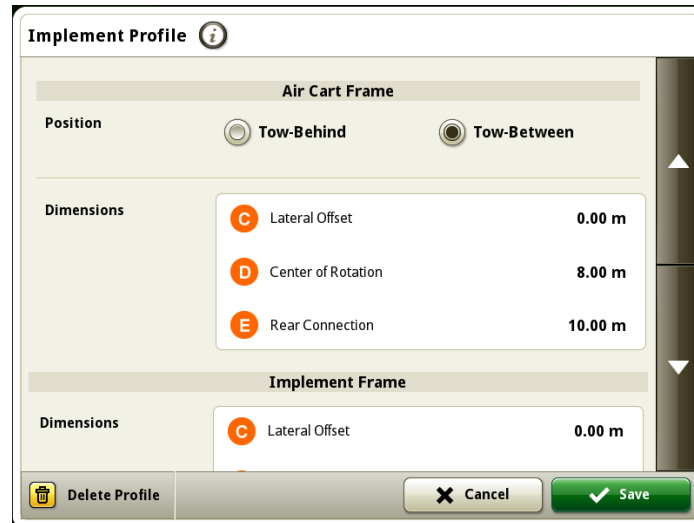 Implement Profile i
Air Cart Frame
Position Tow-Behind Tow-Between
Dimensions C Lateral Offset 0.00 m
D Center of Rotation 8.00 m
E Rear Connection 10.00 m
Implement Frame
Dimensions C Lateral Offset 0.00 m
Delete Profile Cancel Save